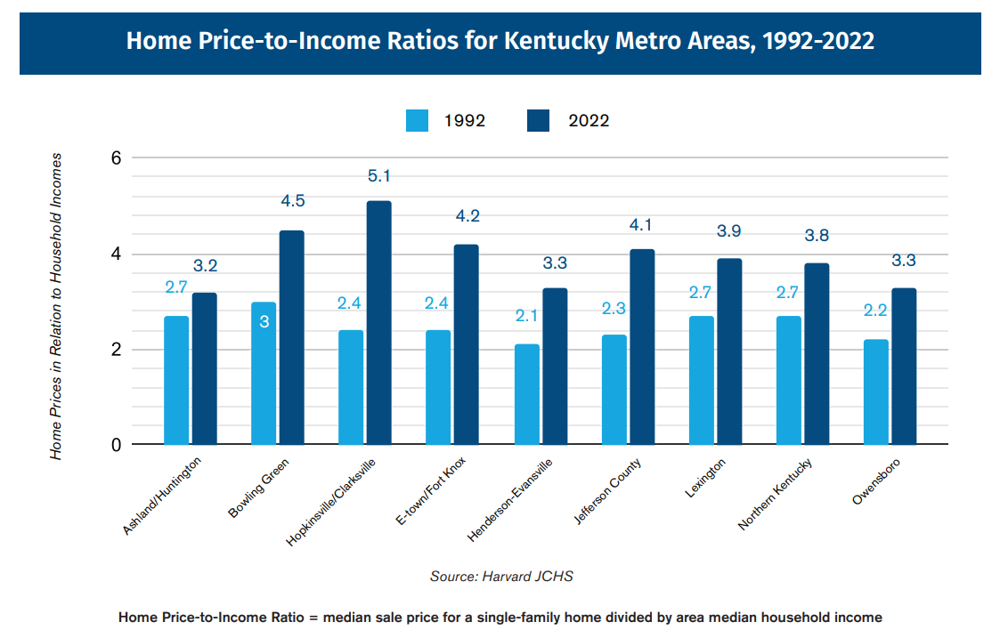 Home Price-to-Income Ratios for Kentucky Metro Areas, 1992-2022
1992 2022
Home Prices in Relation to Household Incomes
6
4
2
0
2.7 3.2
3 4.5
2.4 5.1
2.4 4.2
2.1 3.3
2.3 4.1
2.7 3.9
2.7 3.8
2.2 3.3
Ashland/Huntington
Bowling Green
Hopkinsville/Clarksville
E-town/Fort Knox
Henderson-Evansville
Jefferson County
Lexington
Northern Kentucky
Owensboro
Source: Harvard JCHS
Home Price-to-Income Ratio = median sale price for a single-family home divided by area median household income